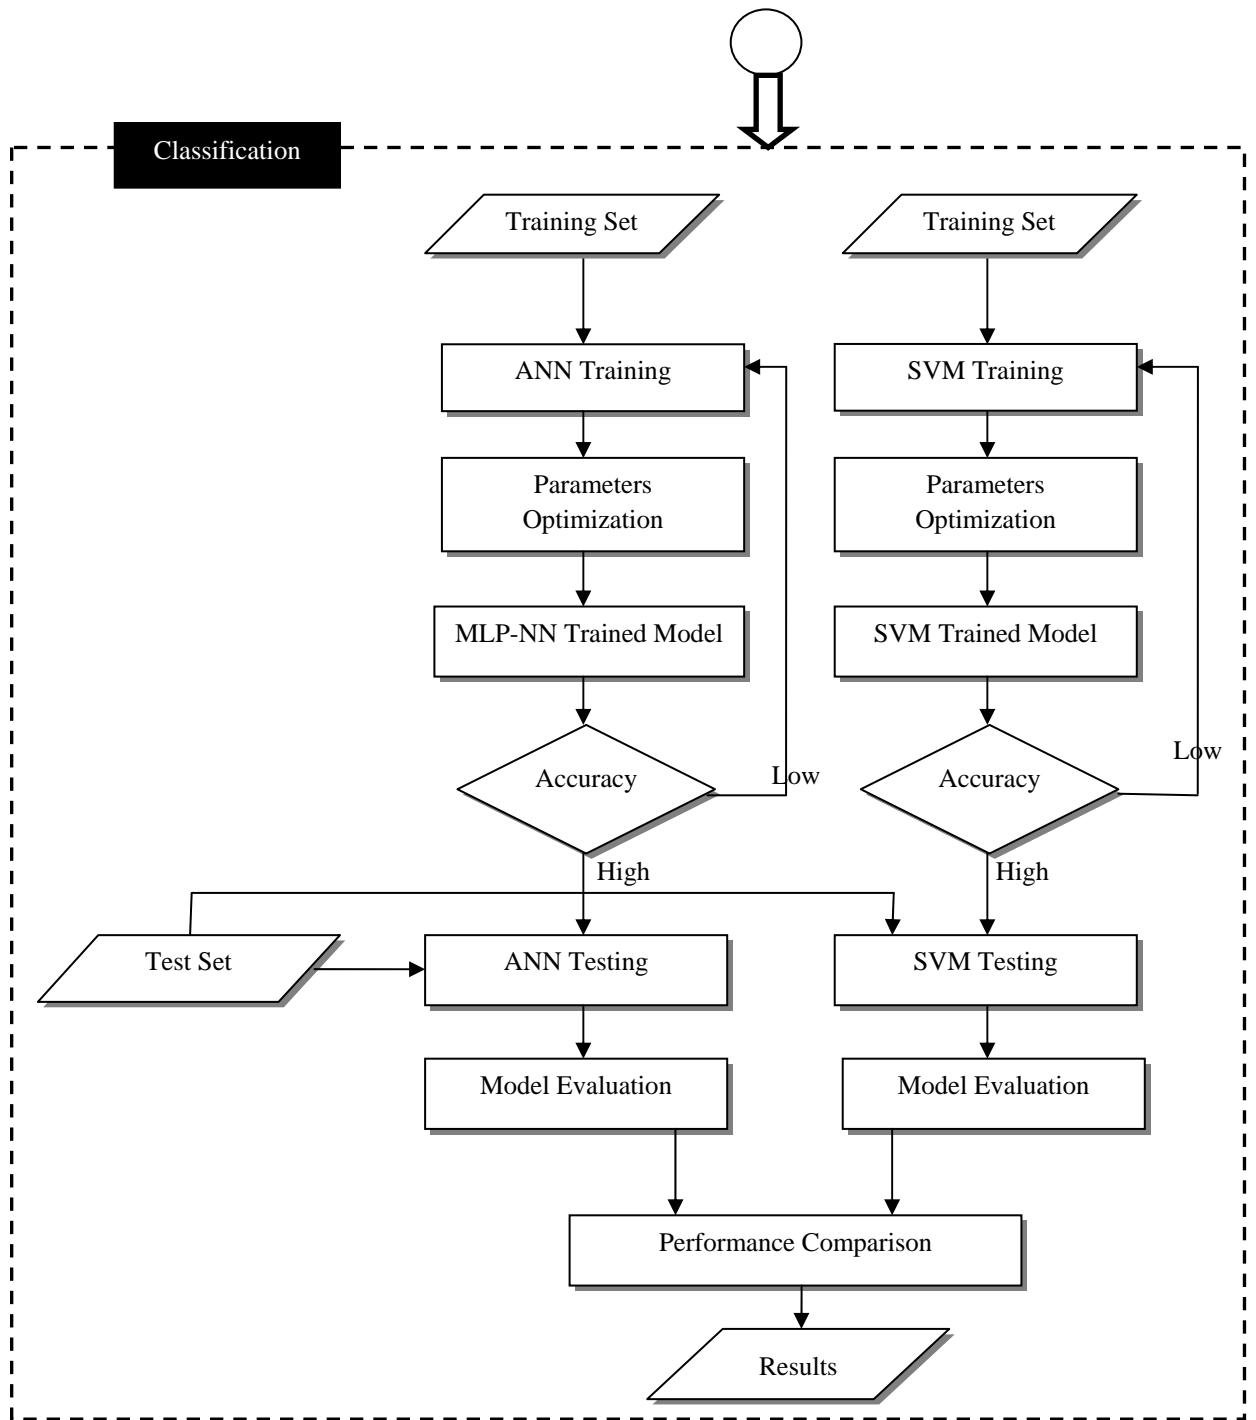 Classification
Training Set
Training Set
ANN Training
SVM Training
Parameters
Optimization
Parameters
Optimization
MLP-NN Trained Model
SVM Trained Model
Accuracy
Low
Accuracy
Low
High
High
Test Set
ANN Testing
SVM Testing
Model Evaluation
Model Evaluation
Performance Comparison
Results